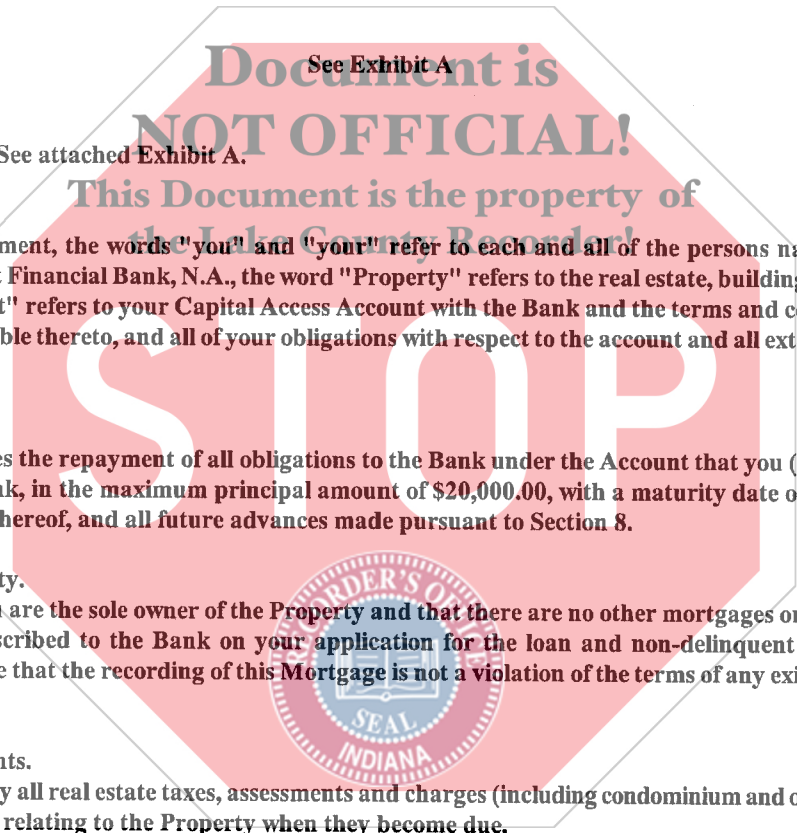 Document is
See Exhibit A
NOT OFFICIAL!
See attached Exhibit A.
This Document is the property of
the Lake County Recorder!
ment, the words "you" and "your" refer to each and all of the persons na
Financial Bank, N.A., the word "Property" refers to the real estate, building
t" refers to your Capital Access Account with the Bank and the terms and co
ble thereto, and all of your obligations with respect to the account and all ext
STOP
es the repayment of all obligations to the Bank under the Account that you (
nk, in the maximum principal amount of $20,000.00, with a maturity date o
hereof, and all future advances made pursuant to Section 8.
ty.
are the sole owner of the Property and that there are no other mortgages or
scribed to the Bank on your application for the loan and non-delinquent
e that the recording of this Mortgage is not a violation of the terms of any exi
RECORDER'S OFFICE
SEAL
INDIANA
nts.
y all real estate taxes, assessments and charges (including condominium and o
relating to the Property when they become due.